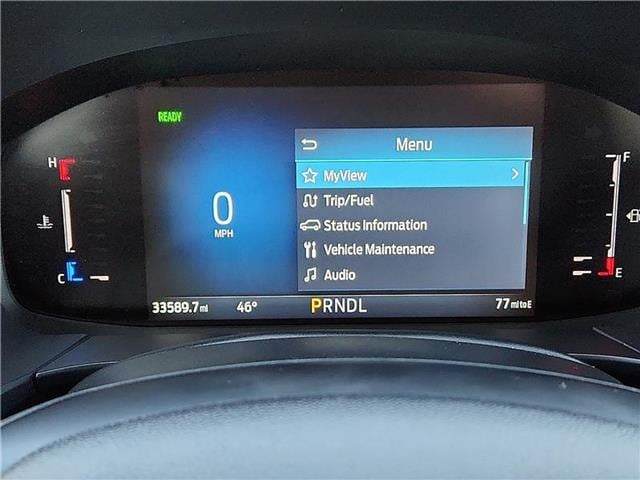 READY
H
C
0
MPH
Menu
MyView
Trip/Fuel
Status Information
Vehicle Maintenance
Audio
F
E
33589.7 mi 46° PRNDL 77 mi to E